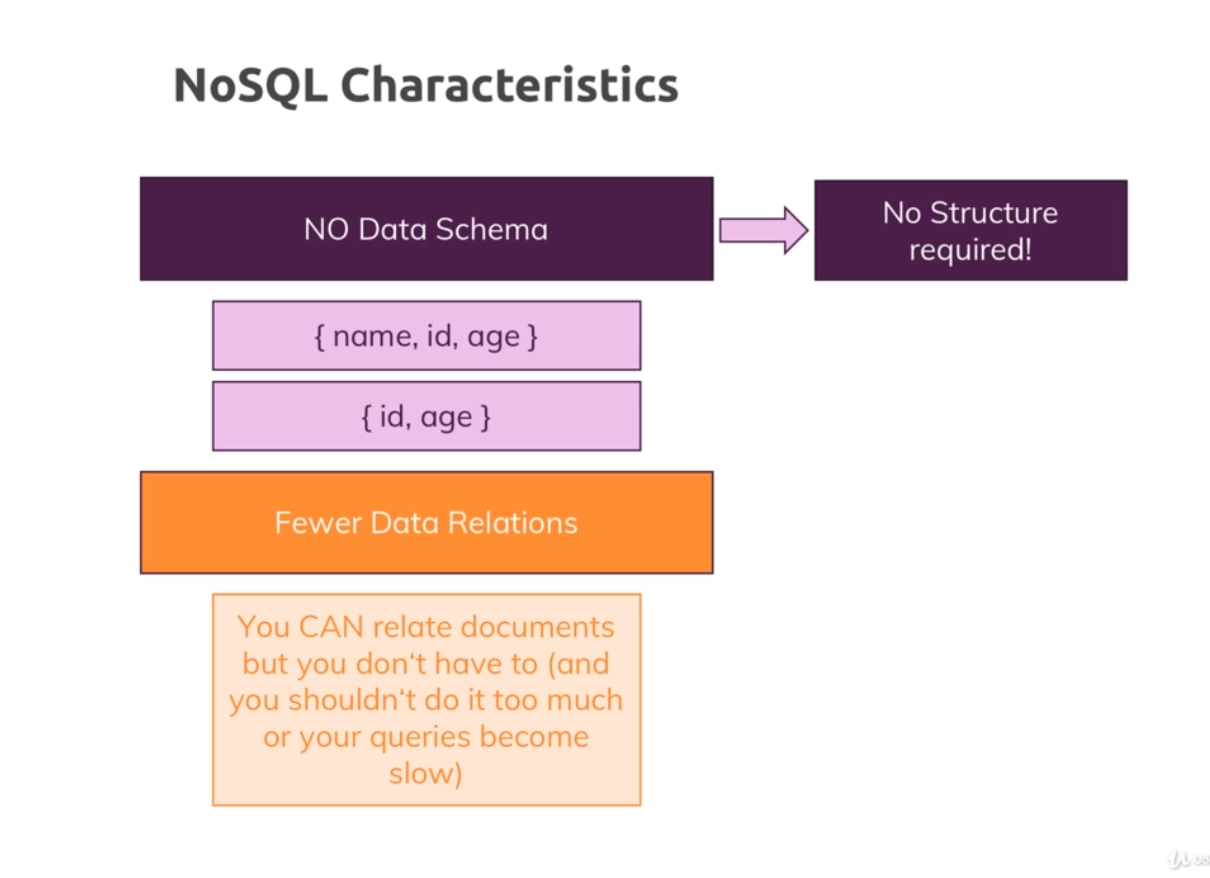 NoSQL Characteristics
NO Data Schema
No Structure
required!
{ name, id, age }
{ id, age }
Fewer Data Relations
You CAN relate documents
but you don‘t have to (and
you shouldn‘t do it too much
or your queries become
slow)